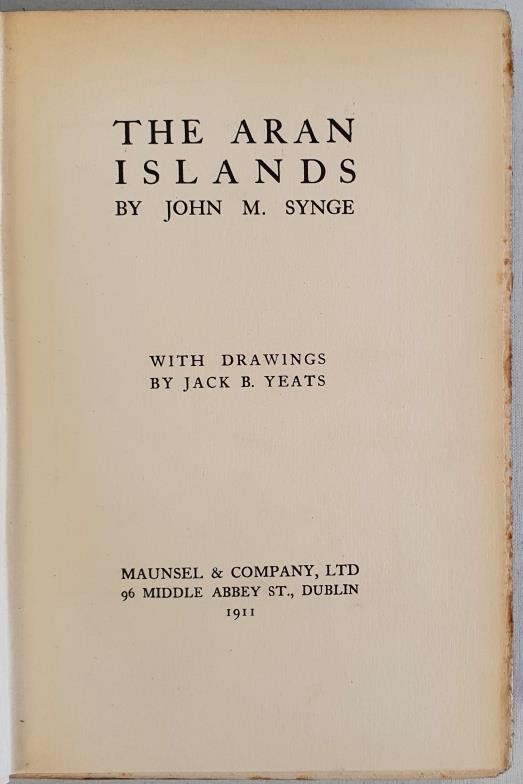 THE ARAN
ISLANDS
BY JOHN M. SYNGE
WITH DRAWINGS
BY JACK B. YEATS
MAUNSEL & COMPANY, LTD
96 MIDDLE ABBEY ST., DUBLIN
1911